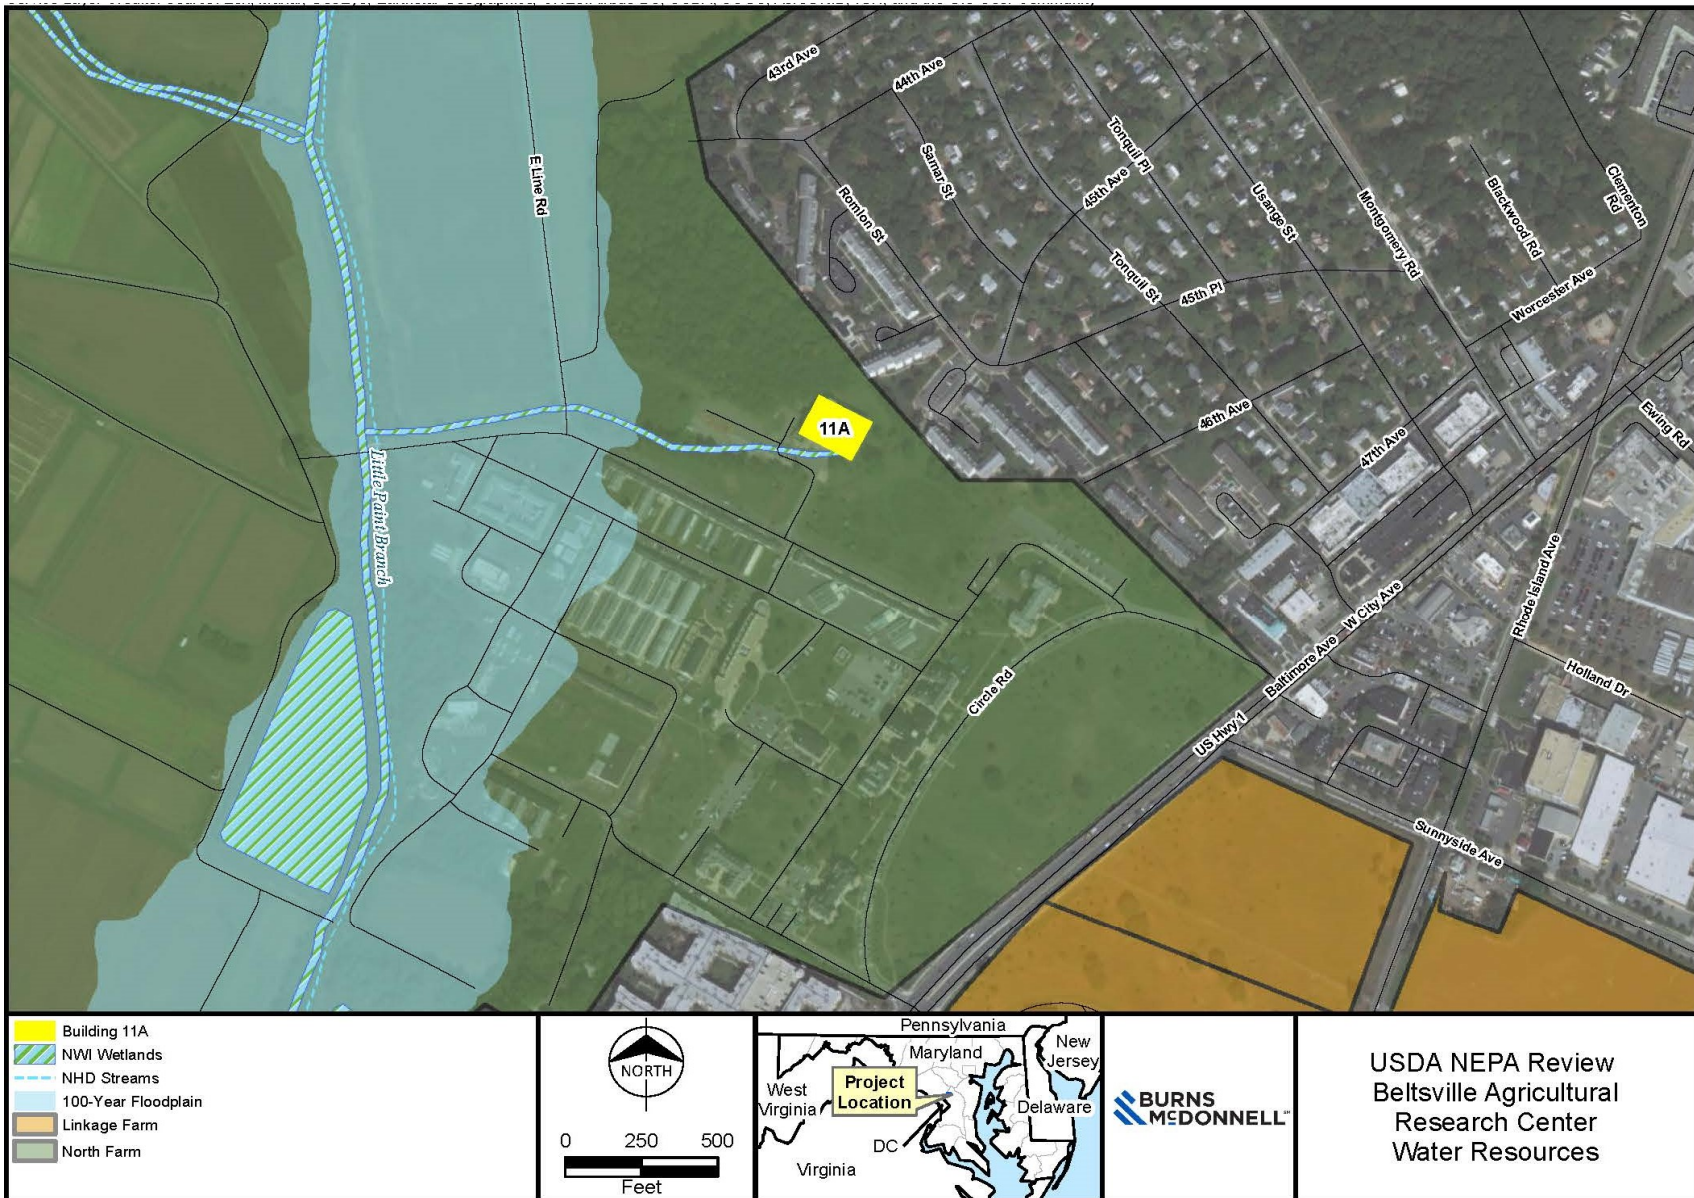 43rd Ave
44th Ave
E Line Rd
Samar St
Tonquil Pl
45th Ave
Romlon St
Usange St
Montgomery Rd
Blackwood Rd
Clementon
Rd
Tonquil St
45th Pl
Worcester Ave
11A
46th Ave
47th Ave
Ewing Rd
Little Paint Branch
Rhode Island Ave
W City Ave
Baltimore Ave
Holland Dr
Circle Rd
US Hwy 1
Sunnyside Ave
Building 11A
NWI Wetlands
NHD Streams
100-Year Floodplain
Linkage Farm
North Farm
NORTH
0 250 500
Feet
Pennsylvania
Maryland
New
Jersey
West
Virginia
Project
Location
Delaware
DC
Virginia
BURNS
McDONNELL
USDA NEPA Review
Beltsville Agricultural
Research Center
Water Resources